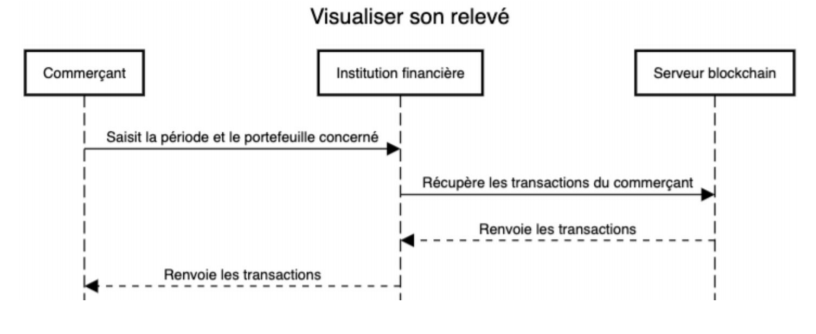 Visualiser son relevé
Commerçant
Institution financière
Serveur blockchain
Saisit la période et le portefeuille concerné
Récupère les transactions du commerçant
Renvoie les transactions
Renvoie les transactions